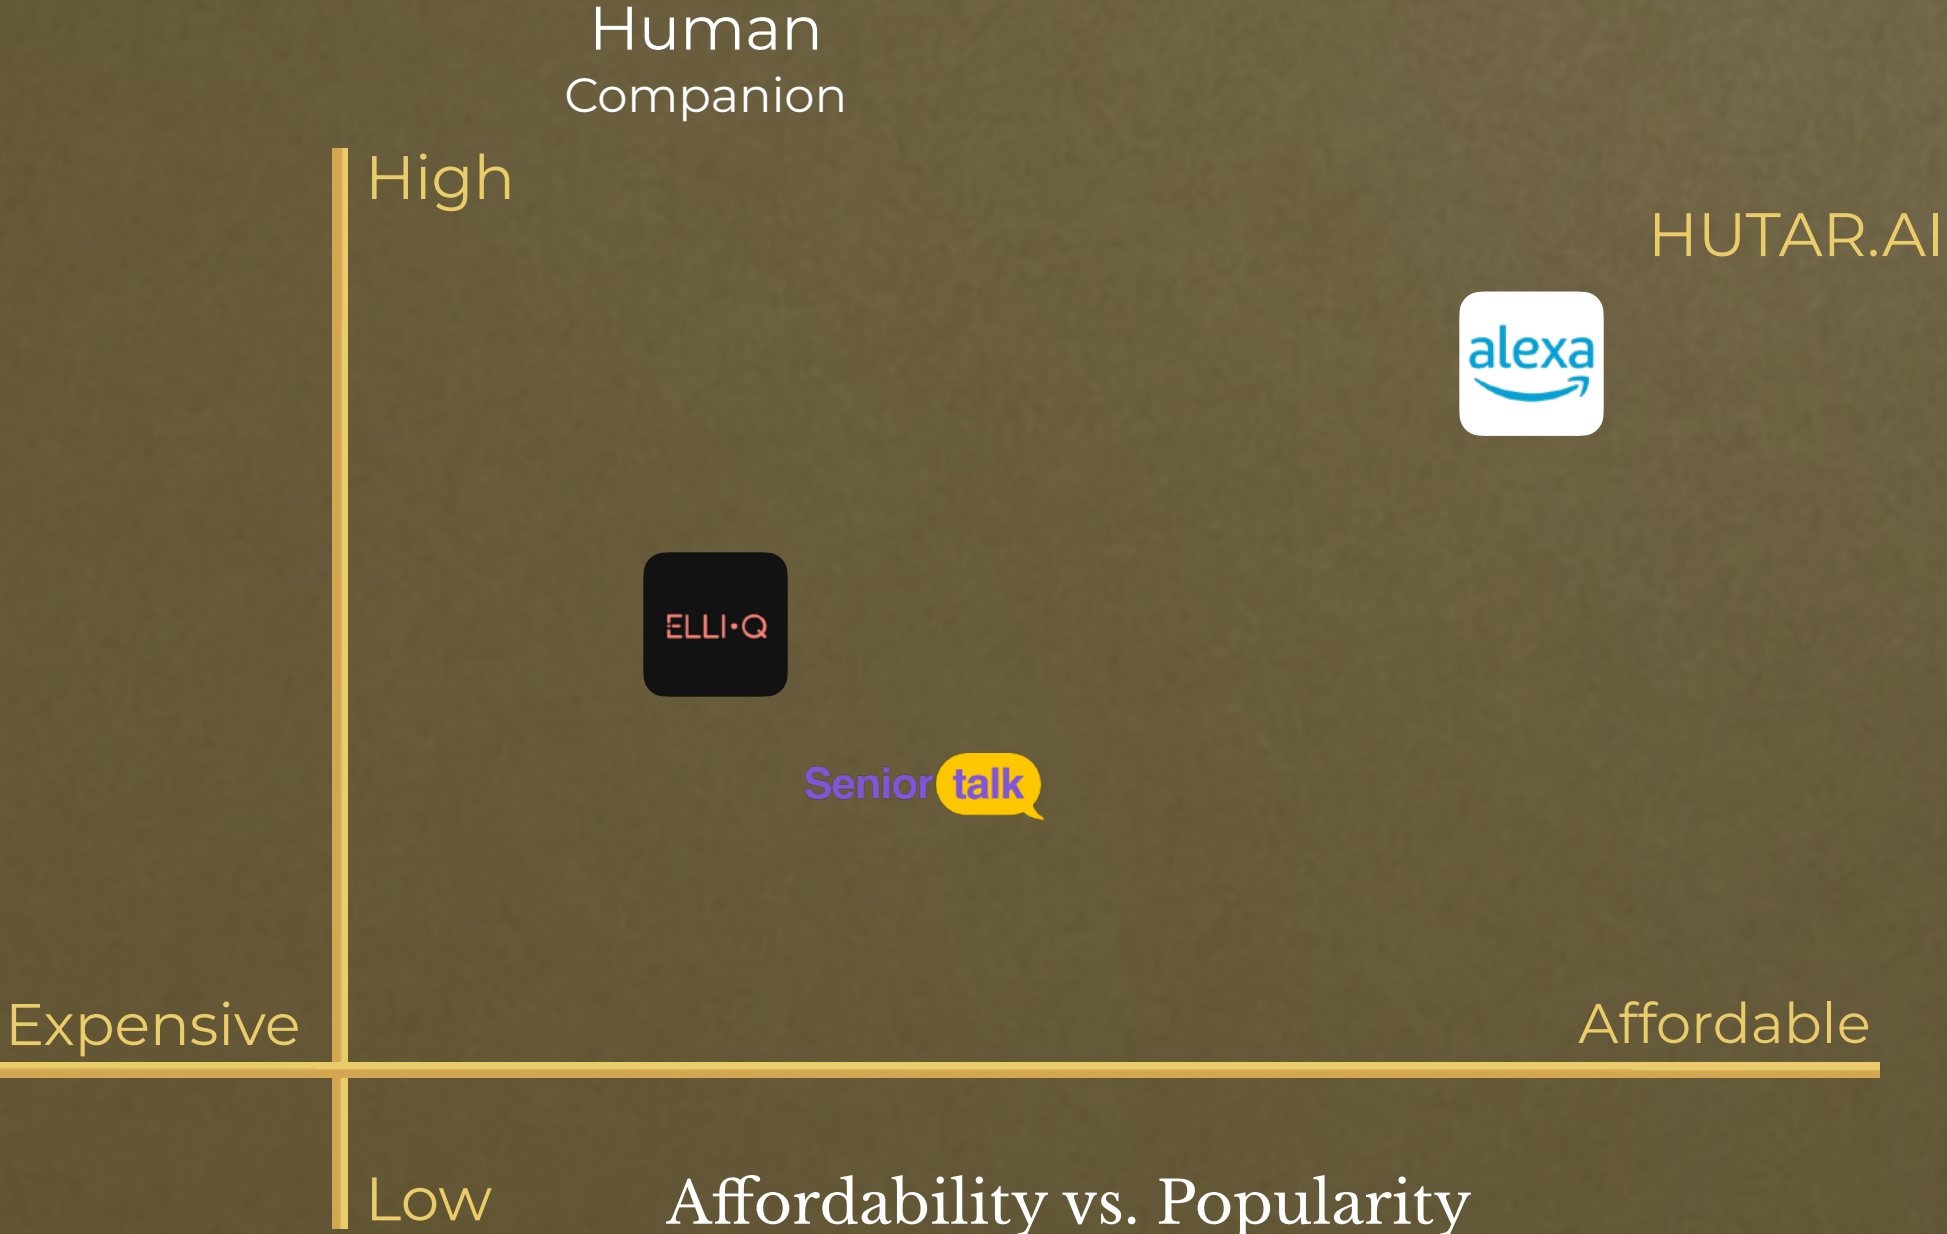 Human
Companion
High
HUTAR.AI
alexa
ELLI•Q
Senior talk
Expensive
Affordable
Low
Affordability vs. Popularity